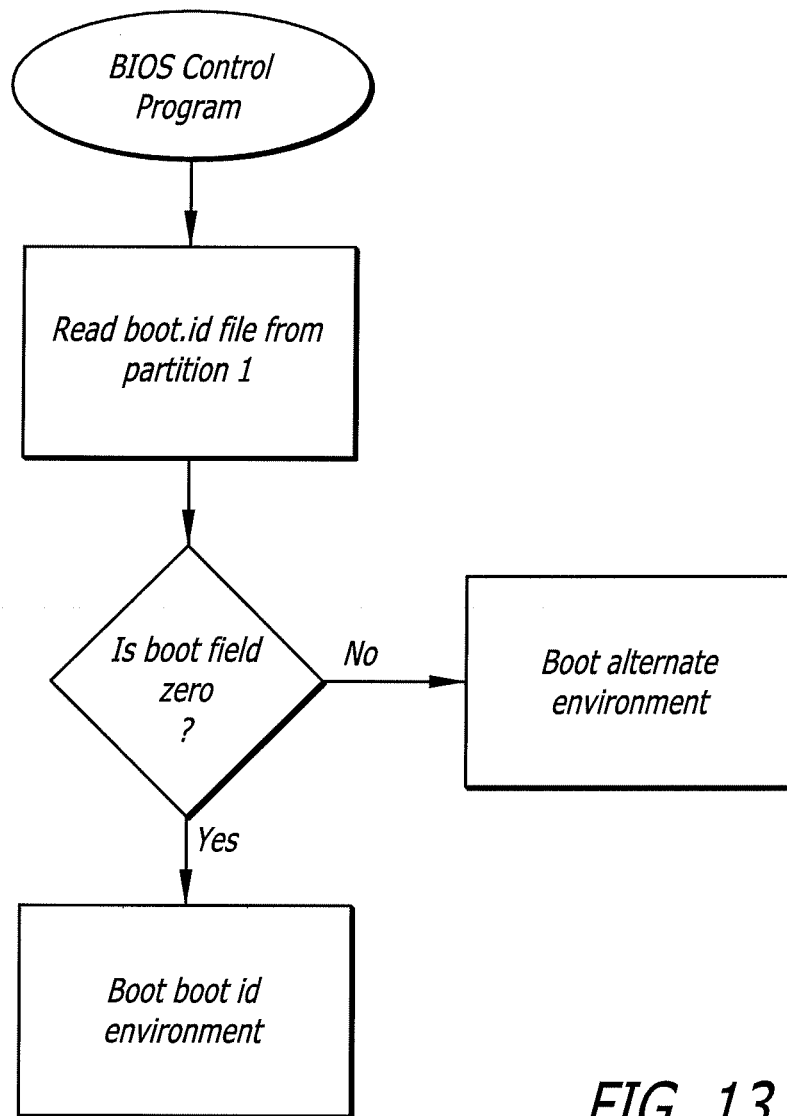 BIOS Control
Program
Read boot.id file from
partition 1
Is boot field
zero
?
No
Boot alternate
environment
Yes
Boot boot id
environment
FIG. 13